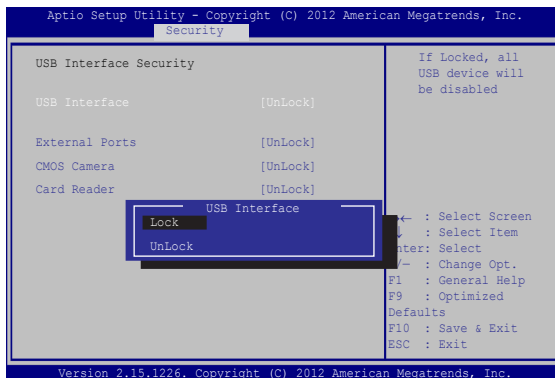 Aptio Setup Utility - Copyright (C) 2012 American Megatrends, Inc.
Security
USB Interface Security
USB Interface [UnLock]
External Ports [UnLock]
CMOS Camera [UnLock]
Card Reader [UnLock]
USB Interface
Lock
UnLock
If Locked, all
USB device will
be disabled
: Select Screen
: Select Item
nter: Select
/— : Change Opt.
F1 : General Help
F9 : Optimized
Defaults
F10 : Save & Exit
ESC : Exit
Version 2.15.1226. Copyright (C) 2012 American Megatrends, Inc.